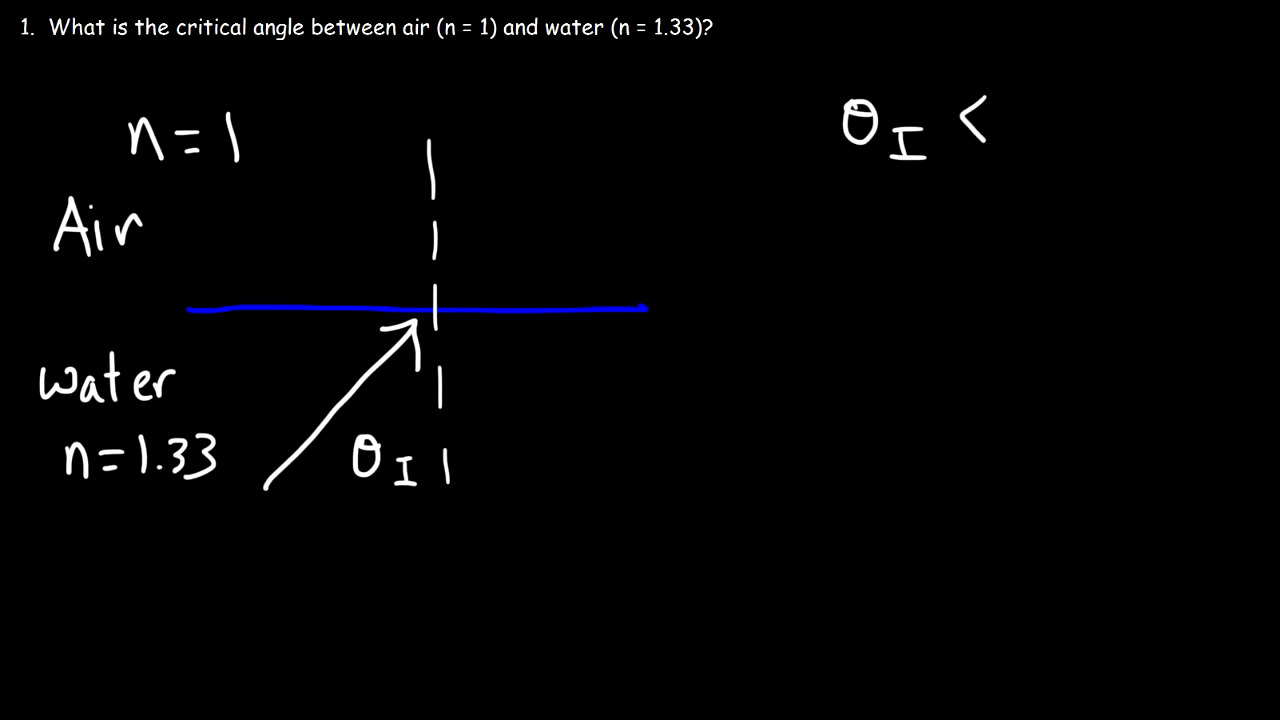 1. What is the critical angle between air (n = 1) and water (n = 1.33)?
n = 1
Air
θI <
water
n = 1.33
θI